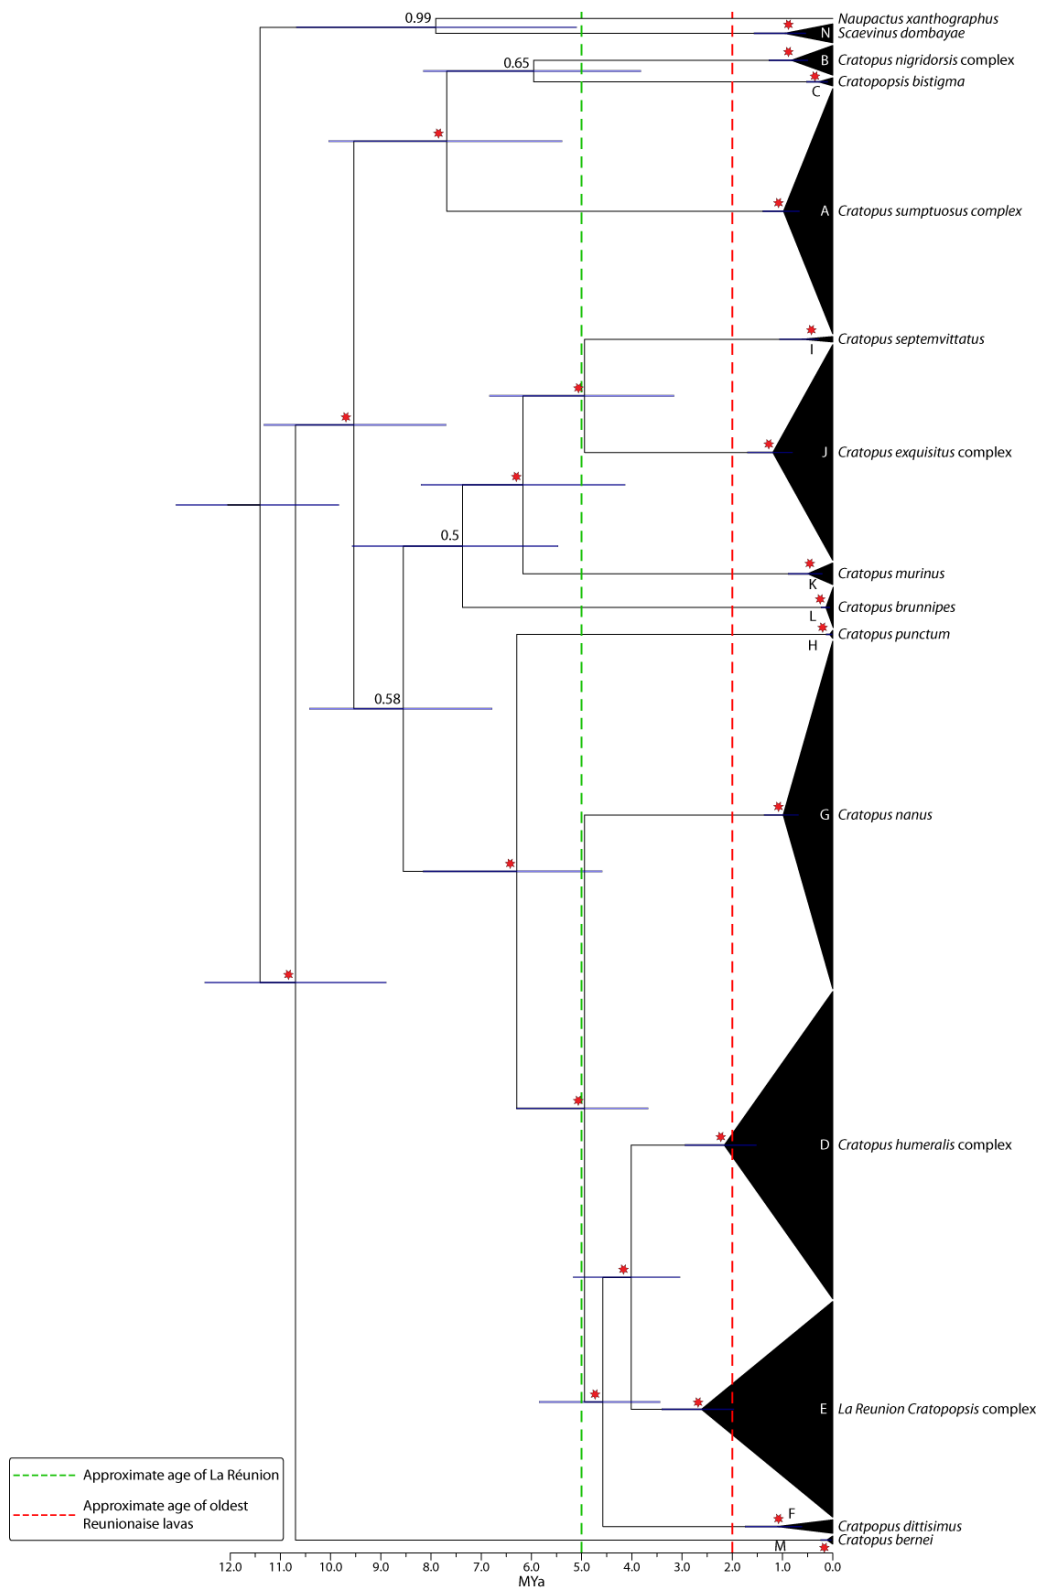 0.99
Naupactus xanthographus
N Scaevinus dombayae
B Cratopus nigridorsis complex
0.65
Cratopopsis bistigma
C
A Cratopus sumptuosus complex
Cratopus septemvittatus
I
J Cratopus exquisitus complex
0.5
Cratopus murinus
K
Cratopus brunnipes
L
Cratopus punctum
H
0.58
G Cratopus nanus
D Cratopus humeralis complex
E La Reunion Cratopopsis complex
Approximate age of La Réunion
Approximate age of oldest
Reunionaise lavas
F
Cratpopus dittisimus
Cratopus bernei
M
12.0 11.0 10.0 9.0 8.0 7.0 6.0 5.0 4.0 3.0 2.0 1.0 0.0
MYa